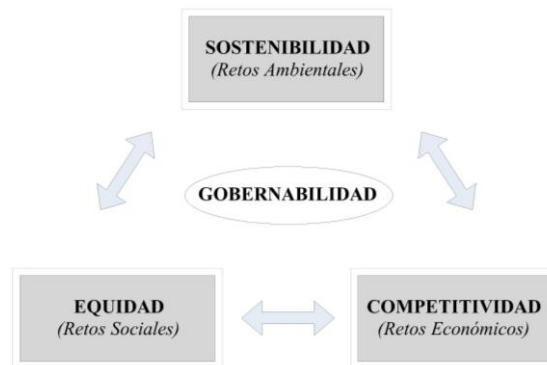 SOSTENIBILIDAD
(Retos Ambientales)
GOBERNABILIDAD
EQUIDAD
(Retos Sociales)
COMPETITIVIDAD
(Retos Económicos)